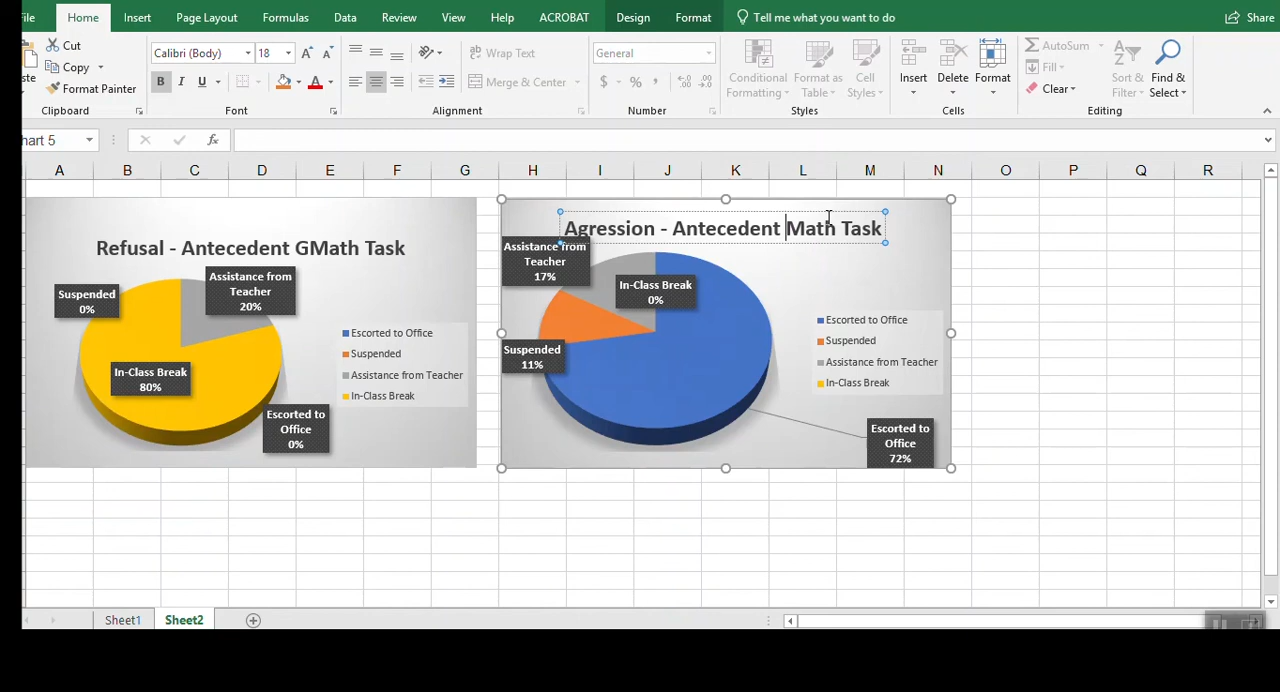 File Home Insert Page Layout Formulas Data Review View Help ACROBAT Design Format Tell me what you want to do Share
Cut Calibri (Body) 18 Wrap Text General AutoSum
Copy Fill
Format Painter B I U Merge & Center $ % , Conditional Formatting Format as Table Cell Styles Insert Delete Format Clear Sort & Filter Find & Select
Clipboard Font Alignment Number Styles Cells Editing
hart 5 fx
A B C D E F G H I J K L M N O P Q R
Refusal - Antecedent GMath Task
Suspended
0%
Assistance from
Teacher
20%
In-Class Break
80%
Escorted to
Office
0%
Escorted to Office
Suspended
Assistance from Teacher
In-Class Break
Agression - Antecedent Math Task
Assistance from
Teacher
17%
In-Class Break
0%
Suspended
11%
Escorted to
Office
72%
Escorted to Office
Suspended
Assistance from Teacher
In-Class Break
Sheet1 Sheet2